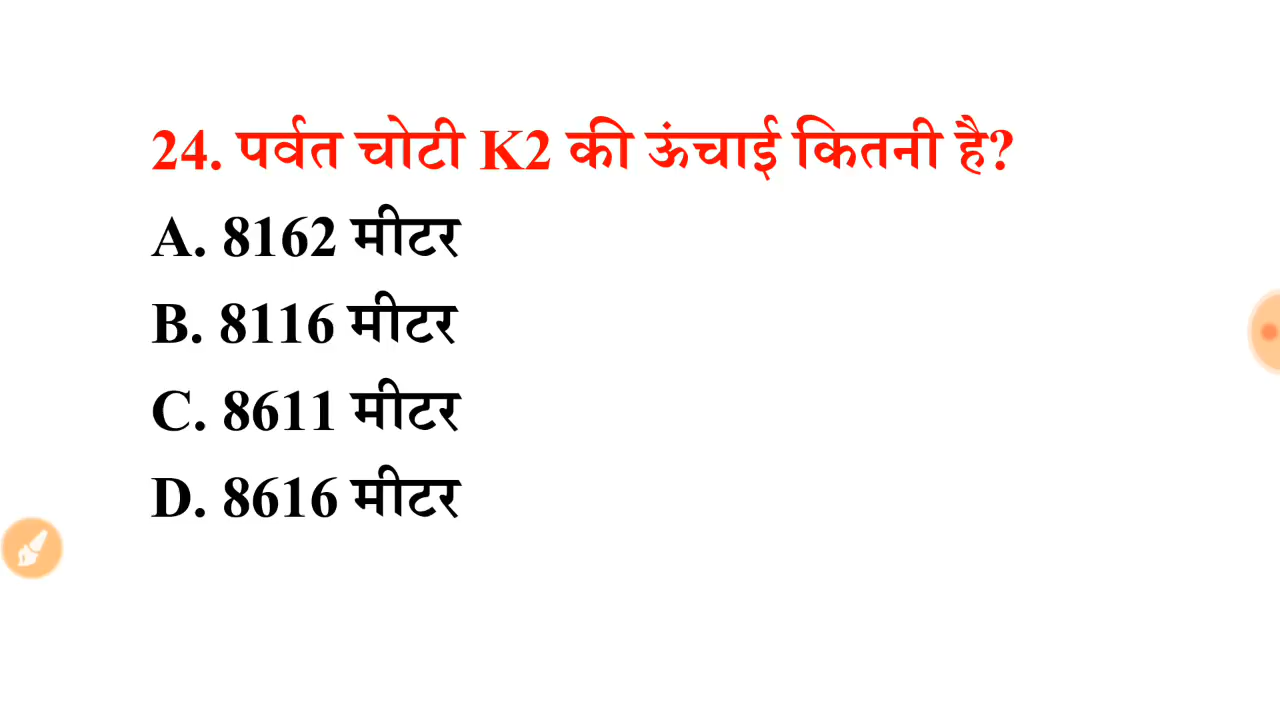 24. पर्वत चोटी K2 की ऊंचाई कितनी है?
A. 8162 मीटर
B. 8116 मीटर
C. 8611 मीटर
D. 8616 मीटर